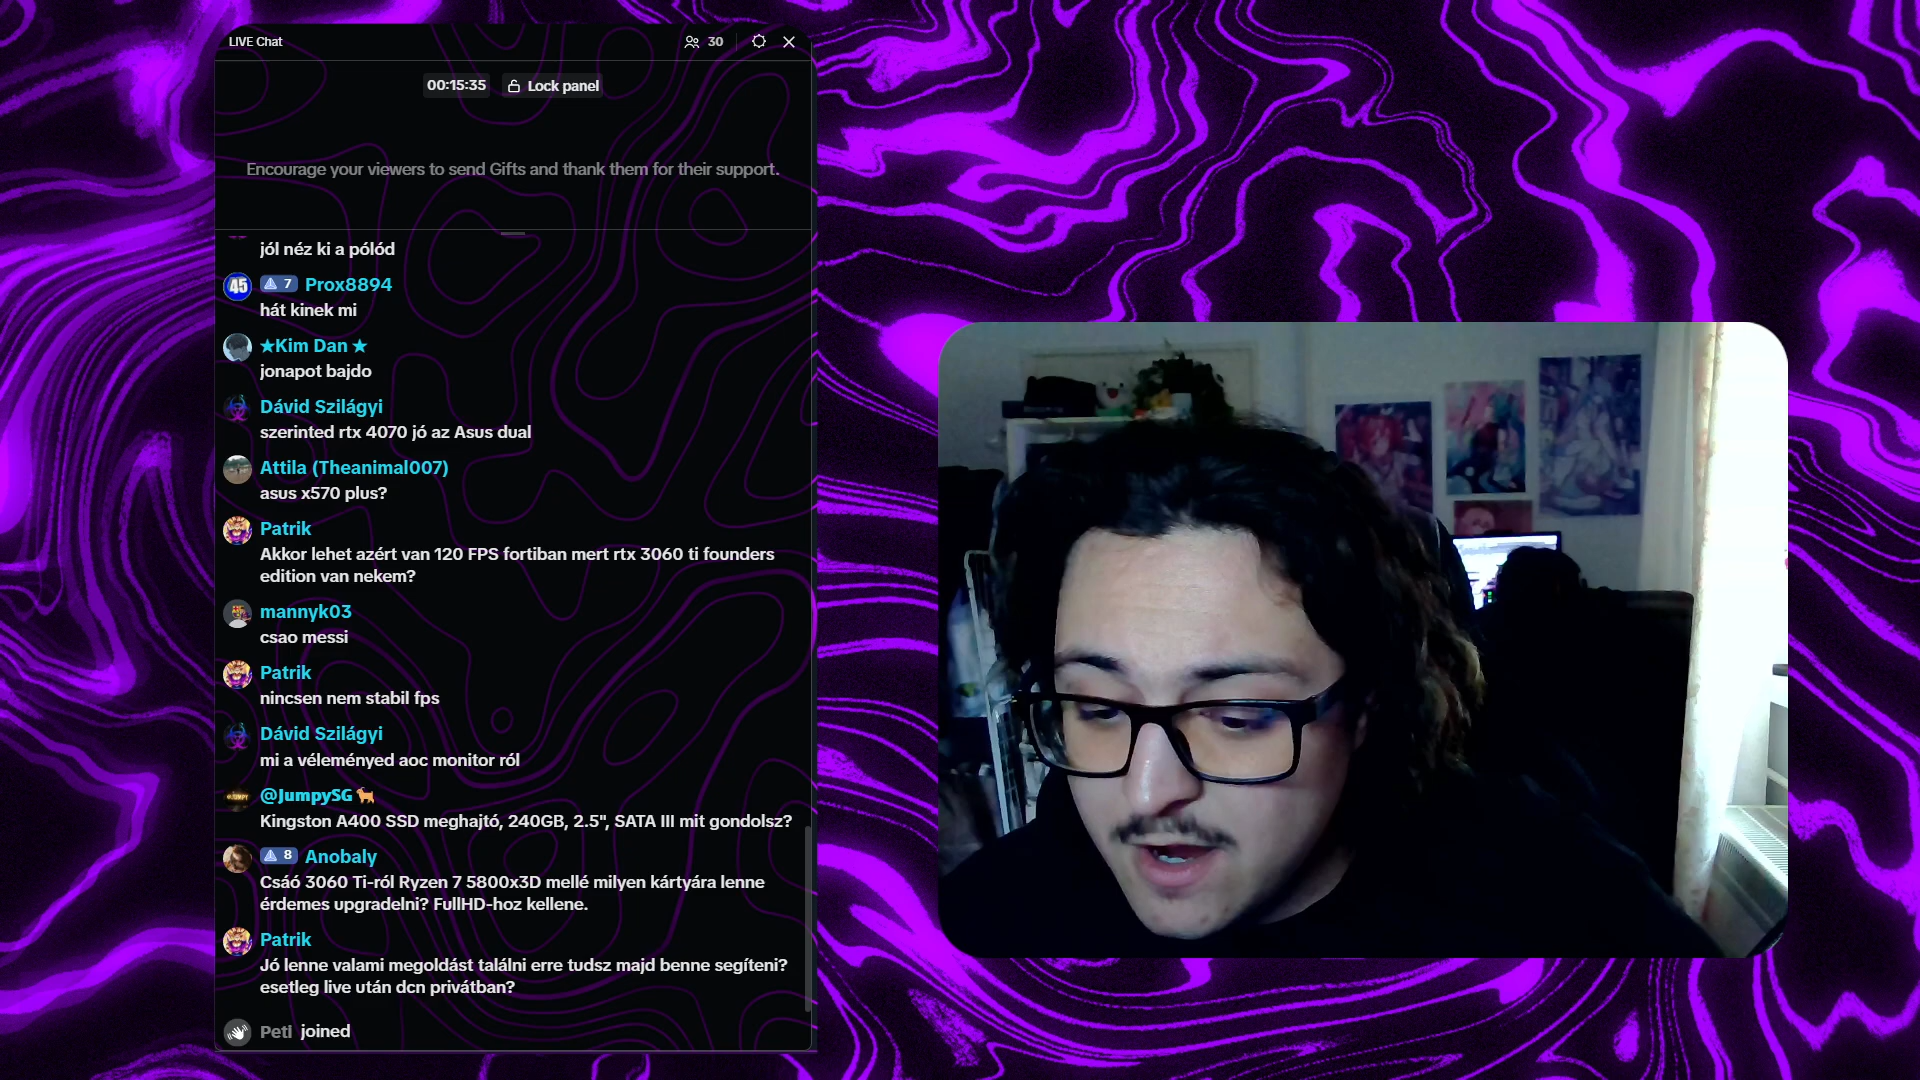 LIVE Chat
30
00:15:35
Lock panel
Encourage your viewers to send Gifts and thank them for their support.
jól néz ki a pólód
45
7 Prox8894
hát kinek mi
★Kim Dan ★
jonapot bajdo
Dávid Szilágyi
szerinted rtx 4070 jó az Asus dual
Attila (Theanimal007)
asus x570 plus?
Patrik
Akkor lehet azért van 120 FPS fortiban mert rtx 3060 ti founders
edition van nekem?
mannyk03
csao messi
Patrik
nincsen nem stabil fps
Dávid Szilágyi
mi a véleményed aoc monitor ról
@JumpySG🐕
Kingston A400 SSD meghajtó, 240GB, 2.5", SATA III mit gondolsz?
8 Anobaly
Csáó 3060 Ti-ról Ryzen 7 5800x3D mellé milyen kártyára lenne
érdemes upgradelni? FullHD-hoz kellene.
Patrik
Jó lenne valami megoldást találni erre tudsz majd benne segíteni?
esetleg live után dcn privátban?
Peti joined